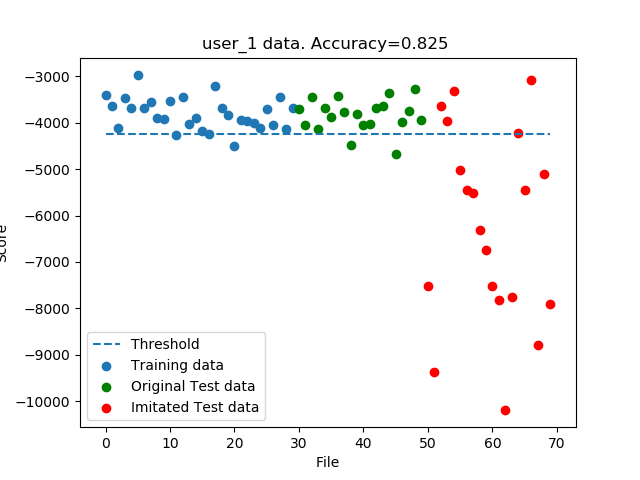 user_1 data. Accuracy=0.825
Score
−3000
−4000
−5000
−6000
−7000
−8000
−9000
−10000
Threshold
Training data
Original Test data
Imitated Test data
0 10 20 30 40 50 60 70
File